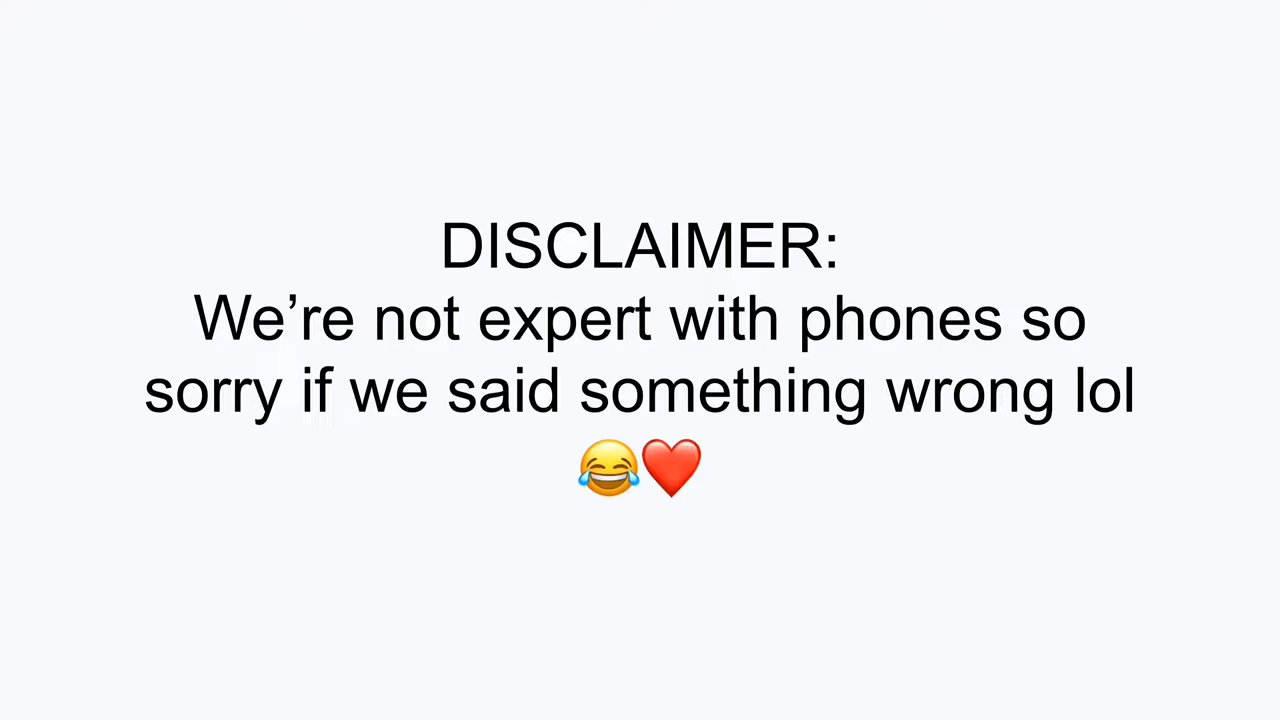 DISCLAIMER:
We’re not expert with phones so
sorry if we said something wrong lol
😂❤️